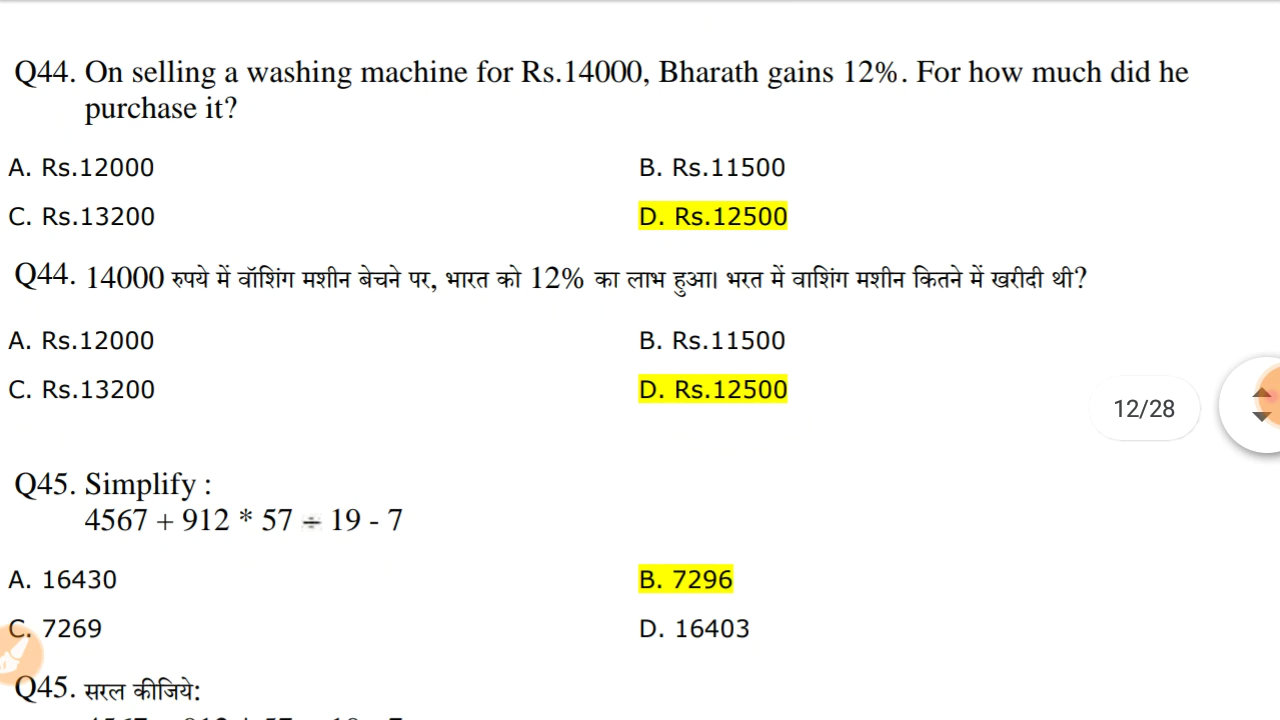 Q44. On selling a washing machine for Rs.14000, Bharath gains 12%. For how much did he
purchase it?
A. Rs.12000
B. Rs.11500
C. Rs.13200
D. Rs.12500
Q44. 14000 रुपये में वॉशिंग मशीन बेचने पर, भारत को 12% का लाभ हुआ। भरत में वाशिंग मशीन कितने में खरीदी थी?
A. Rs.12000
B. Rs.11500
C. Rs.13200
D. Rs.12500
12/28
Q45. Simplify :
4567 + 912 * 57 ÷ 19 - 7
A. 16430
B. 7296
C. 7269
D. 16403
Q45. सरल कीजिये: